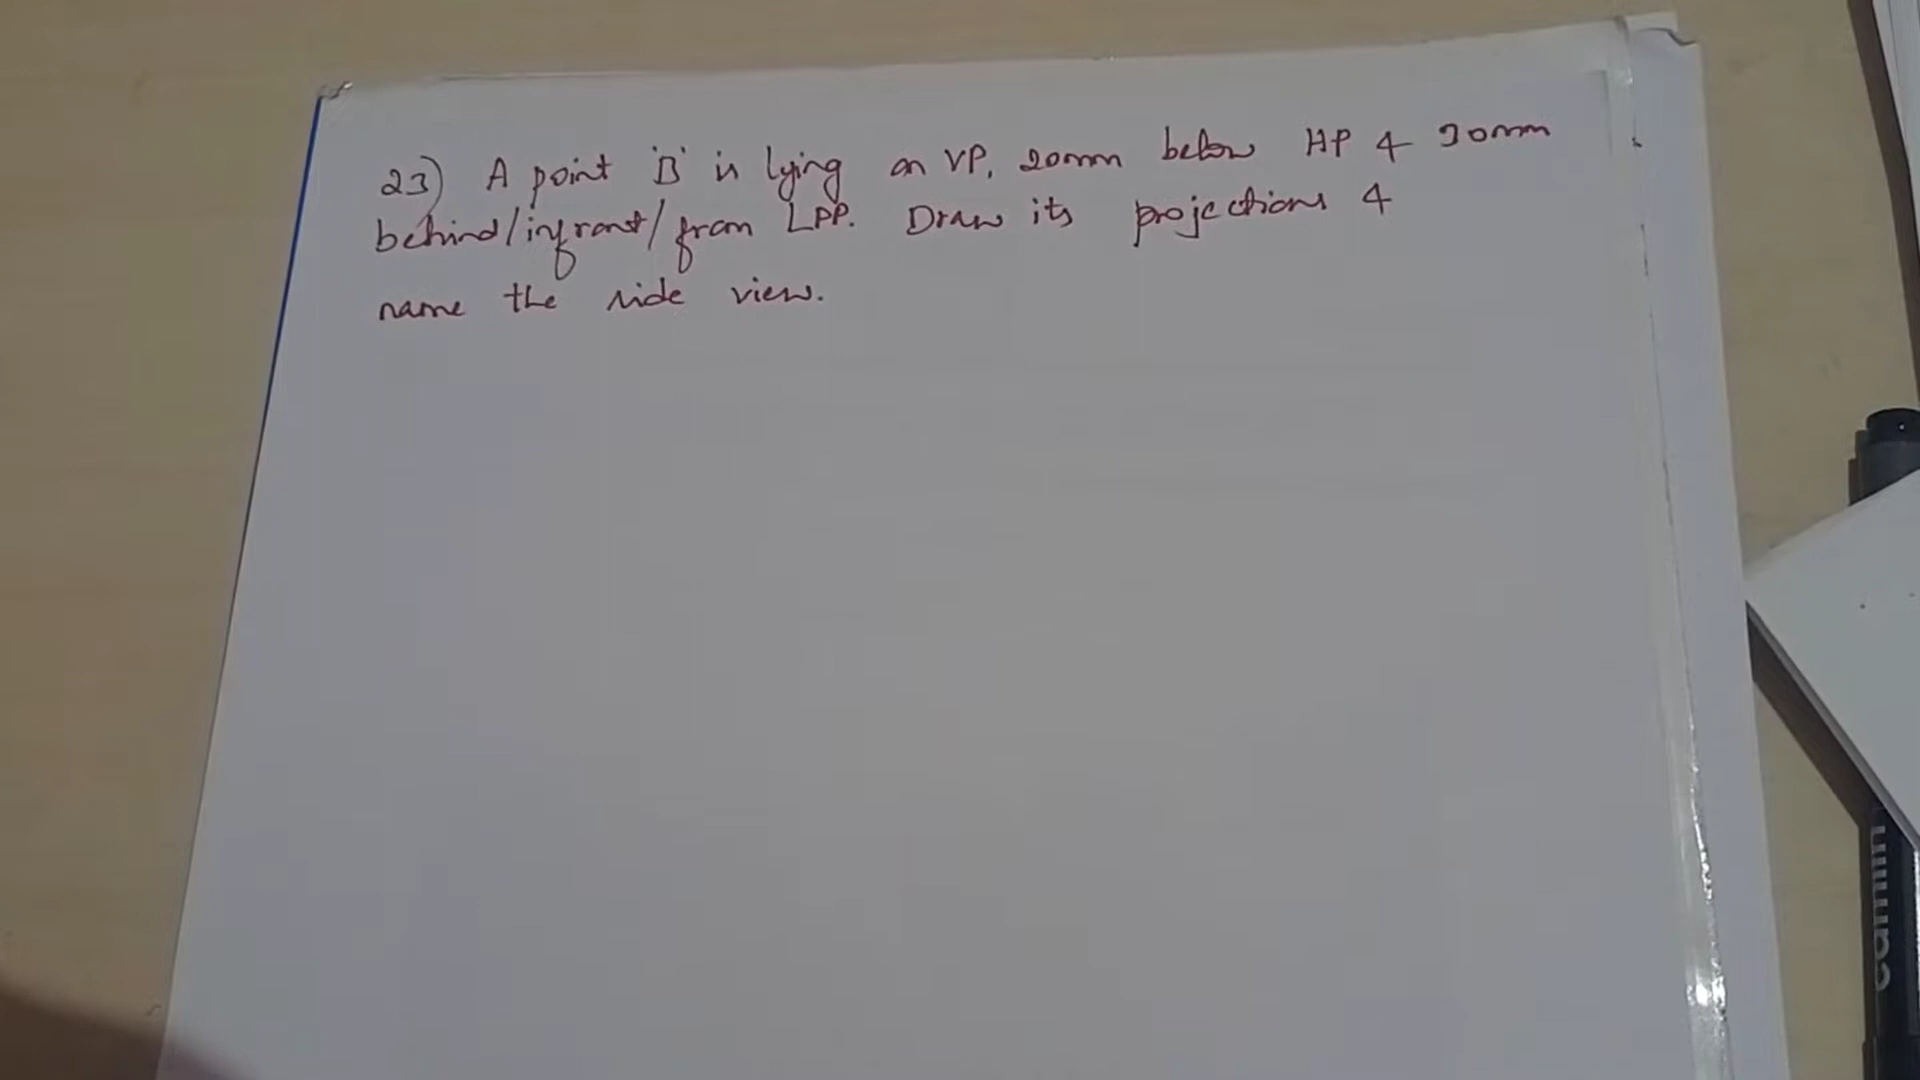 23) A point 'B' is lying on VP, 20mm below HP & 30mm
behind/infront/from LPP. Draw its projections &
name the side view.
camlin